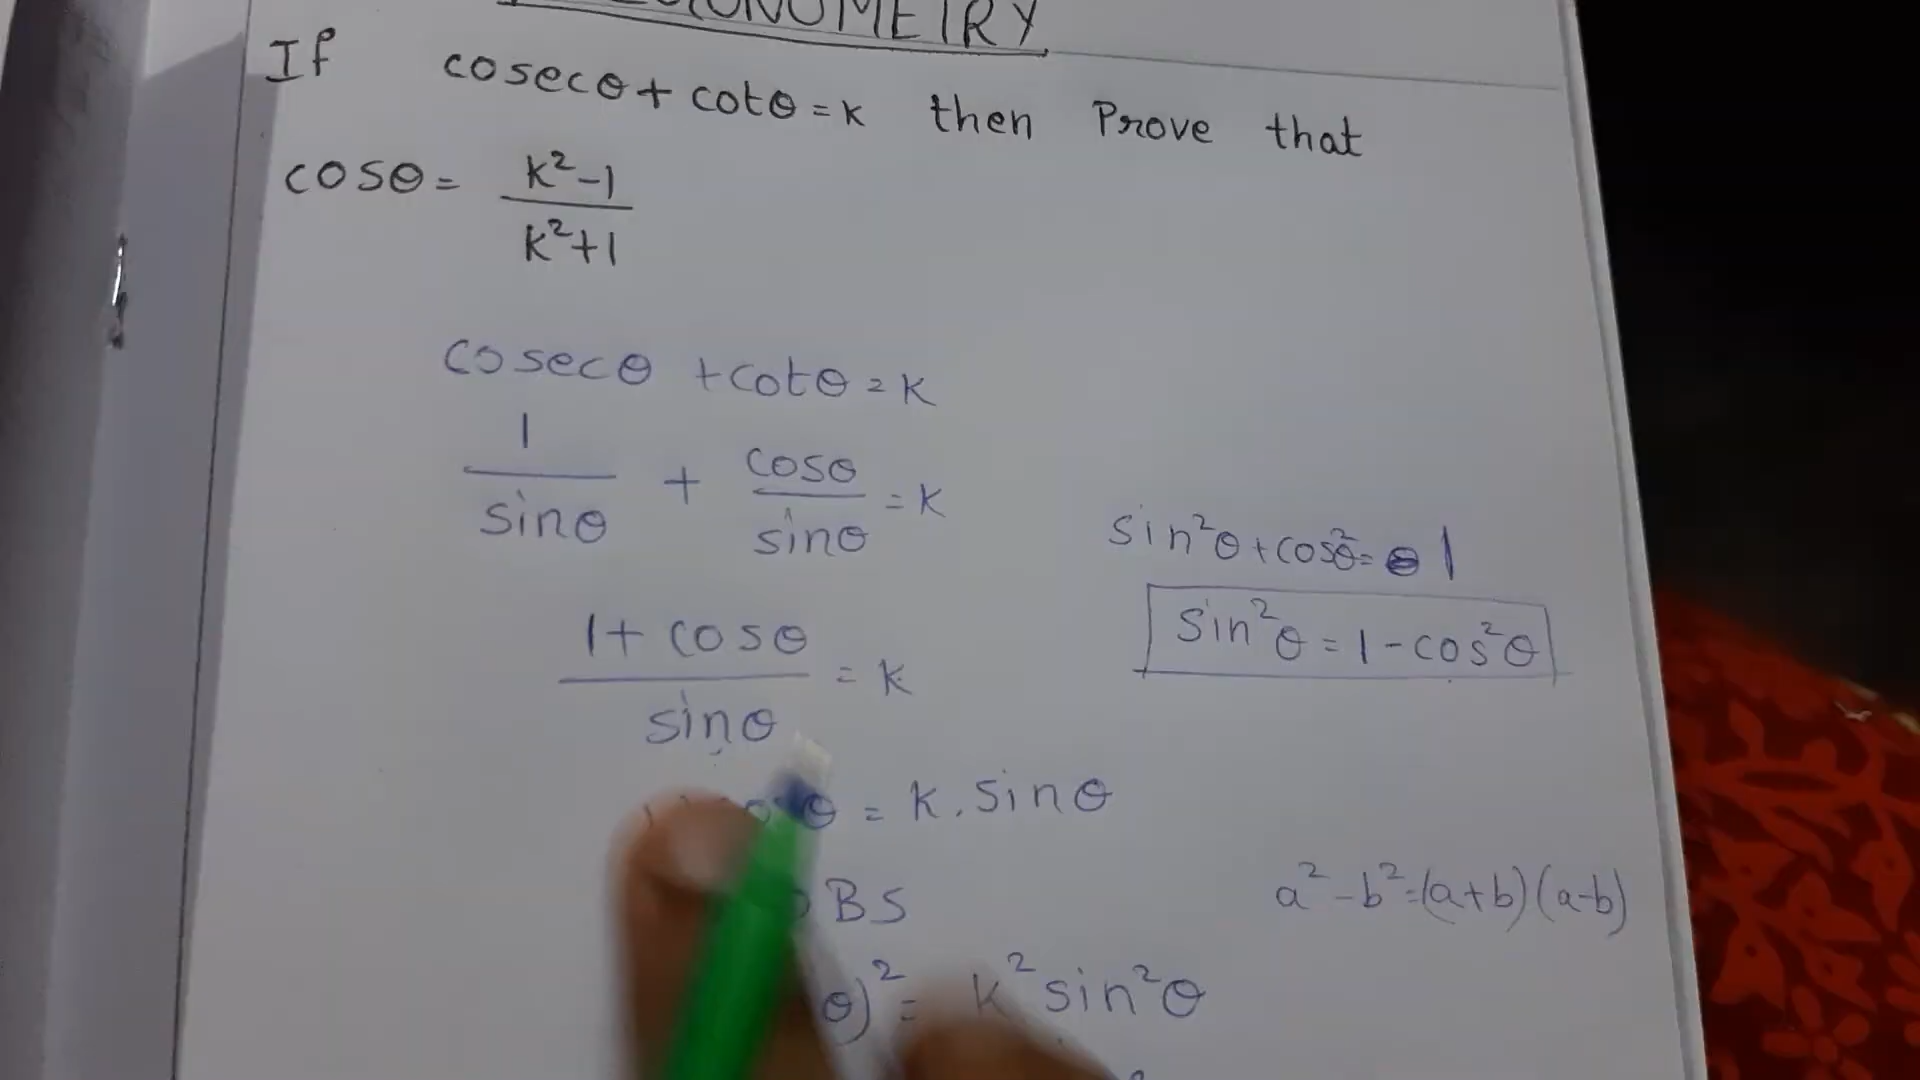 If cosecθ + cotθ = k then Prove that
cosθ = k²-1 / k²+1
cosecθ + cotθ = k
1/sinθ + cosθ/sinθ = k
sin²θ + cos²θ = 1
sin²θ = 1 - cos²θ
1 + cosθ / sinθ = k
θ = k . sinθ
BS
a² - b² = (a+b)(a-b)
θ)² = k² sin²θ